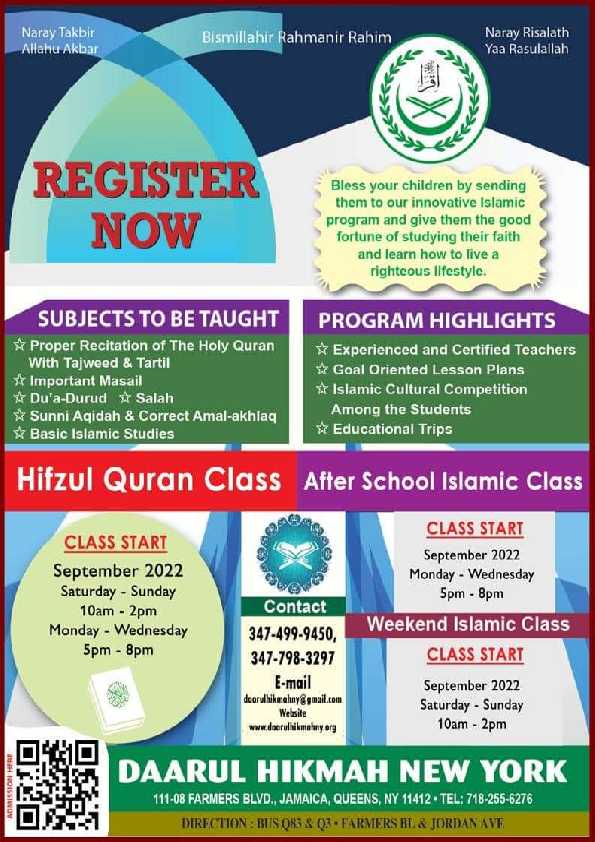 Naray Takbir
Allahu Akbar
Bismillahir Rahmanir Rahim
Naray Risalath
Yaa Rasulallah
REGISTER
NOW
Bless your children by sending
them to our innovative Islamic
program and give them the good
fortune of studying their faith
and learn how to live a
righteous lifestyle.
SUBJECTS TO BE TAUGHT
☆ Proper Recitation of The Holy Quran
With Tajweed & Tartil
☆ Important Masail
☆ Du'a-Durud ☆ Salah
☆ Sunni Aqidah & Correct Amal-akhlaq
☆ Basic Islamic Studies
PROGRAM HIGHLIGHTS
☆ Experienced and Certified Teachers
☆ Goal Oriented Lesson Plans
☆ Islamic Cultural Competition
Among the Students
☆ Educational Trips
Hifzul Quran Class
CLASS START
September 2022
Saturday - Sunday
10am - 2pm
Monday - Wednesday
5pm - 8pm
Contact
347-499-9450,
347-798-3297
E-mail
daarulhikmahny@gmail.com
Website
www.daarulhikmahny.org
After School Islamic Class
CLASS START
September 2022
Monday - Wednesday
5pm - 8pm
Weekend Islamic Class
CLASS START
September 2022
Saturday - Sunday
10am - 2pm
ADMISSION HERE
DAARUL HIKMAH NEW YORK
111-08 FARMERS BLVD., JAMAICA, QUEENS, NY 11412 • TEL: 718-255-6276
DIRECTION : BUS Q83 & Q3 • FARMERS BL & JORDAN AVE